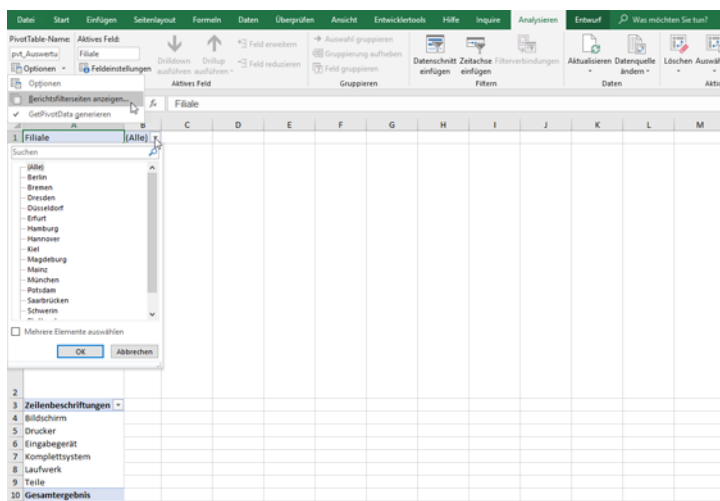 Datei Start Einfügen Seitenlayout Formeln Daten Überprüfen Ansicht Entwicklertools Hilfe Inquire Analysieren Entwurf Was möchten Sie tun?
PivotTable-Name: Aktives Feld:
pvt_Auswertu Filiale
Optionen Feldeinstellungen
Drilldown ausführen Drillup ausführen
Feld erweitern
Feld reduzieren
Aktives Feld
Auswahl gruppieren
Gruppierung aufheben
Feld gruppieren
Gruppieren
Datenschnitt einfügen Zeitachse einfügen Filterverbindungen
Filtern
Aktualisieren Datenquelle ändern
Daten
Löschen Auswäh
Aktio
Optionen
Berichtsfilterseiten anzeigen...
GetPivotData generieren
fx Filiale
A B C D E F G H I J K L M
1 Filiale (Alle)
Suchen
(Alle)
Berlin
Bremen
Dresden
Düsseldorf
Erfurt
Hamburg
Hannover
Kiel
Magdeburg
Mainz
München
Potsdam
Saarbrücken
Schwerin
Mehrere Elemente auswählen
OK Abbrechen
2
3 Zeilenbeschriftungen
4 Bildschirm
5 Drucker
6 Eingabegerät
7 Komplettsystem
8 Laufwerk
9 Teile
10 Gesamtergebnis